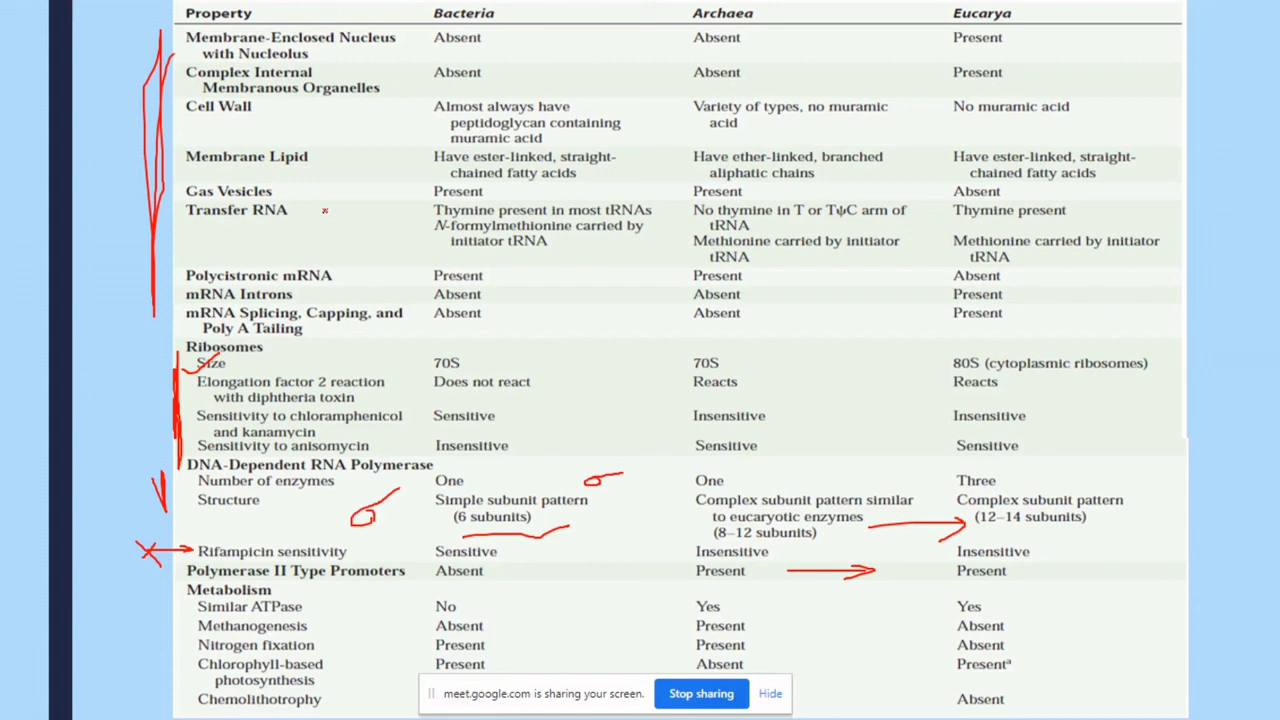 Property Bacteria Archaea Eucarya
Membrane-Enclosed Nucleus Absent Absent Present
with Nucleolus
Complex Internal Absent Absent Present
Membranous Organelles
Cell Wall Almost always have Variety of types, no muramic No muramic acid
peptidoglycan containing acid
muramic acid
Membrane Lipid Have ester-linked, straight- Have ether-linked, branched Have ester-linked, straight-
chained fatty acids aliphatic chains chained fatty acids
Gas Vesicles Present Present Absent
Transfer RNA Thymine present in most tRNAs No thymine in T or TψC arm of Thymine present
N-formylmethionine carried by tRNA
initiator tRNA Methionine carried by initiator Methionine carried by initiator
tRNA tRNA
Polycistronic mRNA Present Present Absent
mRNA Introns Absent Absent Present
mRNA Splicing, Capping, and Absent Absent Present
Poly A Tailing
Ribosomes
Size 70S 70S 80S (cytoplasmic ribosomes)
Elongation factor 2 reaction Does not react Reacts Reacts
with diphtheria toxin
Sensitivity to chloramphenicol Sensitive Insensitive Insensitive
and kanamycin
Sensitivity to anisomycin Insensitive Sensitive Sensitive
DNA-Dependent RNA Polymerase
Number of enzymes One One Three
Structure Simple subunit pattern Complex subunit pattern similar Complex subunit pattern
(6 subunits) to eucaryotic enzymes (12–14 subunits)
(8–12 subunits)
Rifampicin sensitivity Sensitive Insensitive Insensitive
Polymerase II Type Promoters Absent Present Present
Metabolism
Similar ATPase No Yes Yes
Methanogenesis Absent Present Absent
Nitrogen fixation Present Present Absent
Chlorophyll-based Present Absent Presentᵃ
photosynthesis
Chemolithotrophy Absent
meet.google.com is sharing your screen. Stop sharing Hide